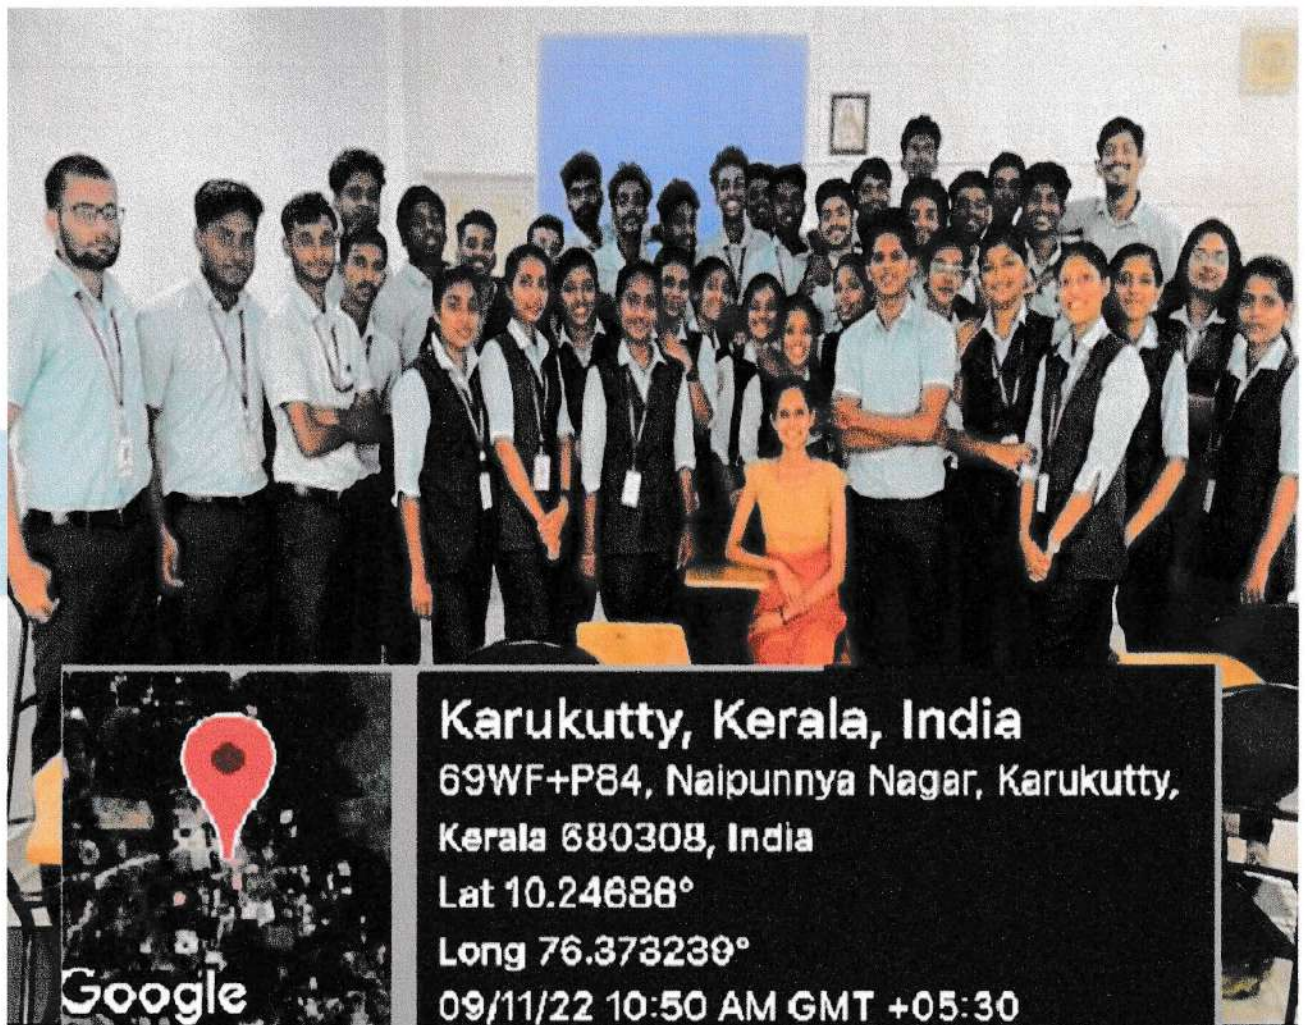 Karukutty, Kerala, India
69WF+P84, Naipunnya Nagar, Karukutty,
Kerala 680308, India
Lat 10.24686°
Long 76.373239°
09/11/22 10:50 AM GMT +05:30
Google